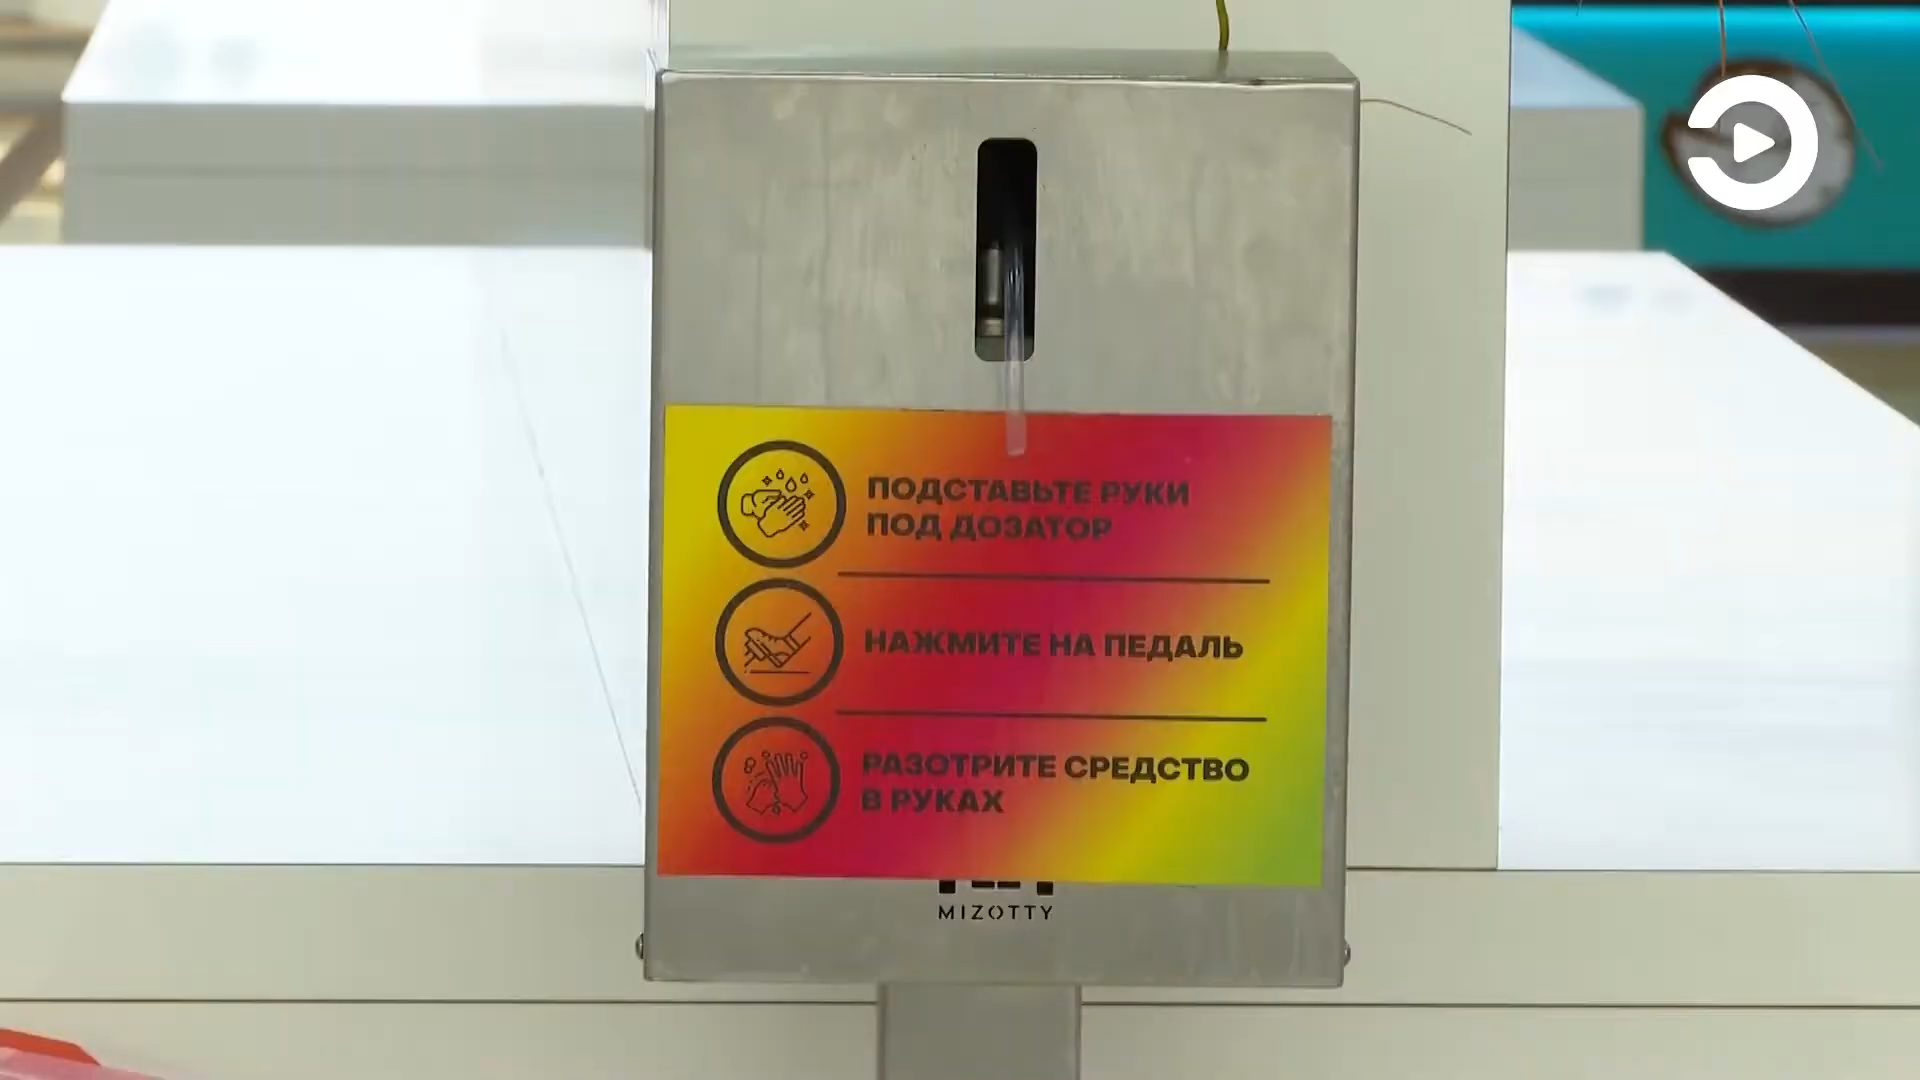 ПОДСТАВЬТЕ РУКИ
ПОД ДОЗАТОР
НАЖМИТЕ НА ПЕДАЛЬ
РАЗОТРИТЕ СРЕДСТВО
В РУКАХ
MIZOTTY